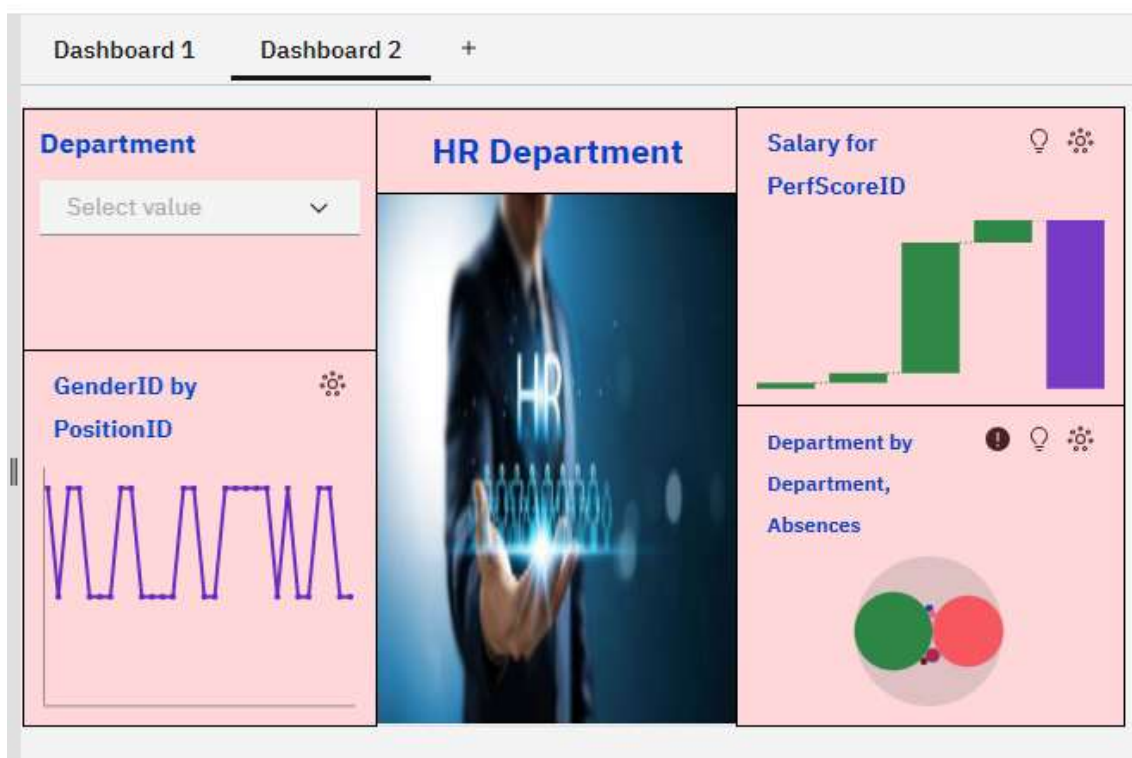 Dashboard 1
Dashboard 2
+
Department
Select value
HR Department
HR
GenderID by
PositionID
Salary for
PerfScoreID
Department by
Department,
Absences